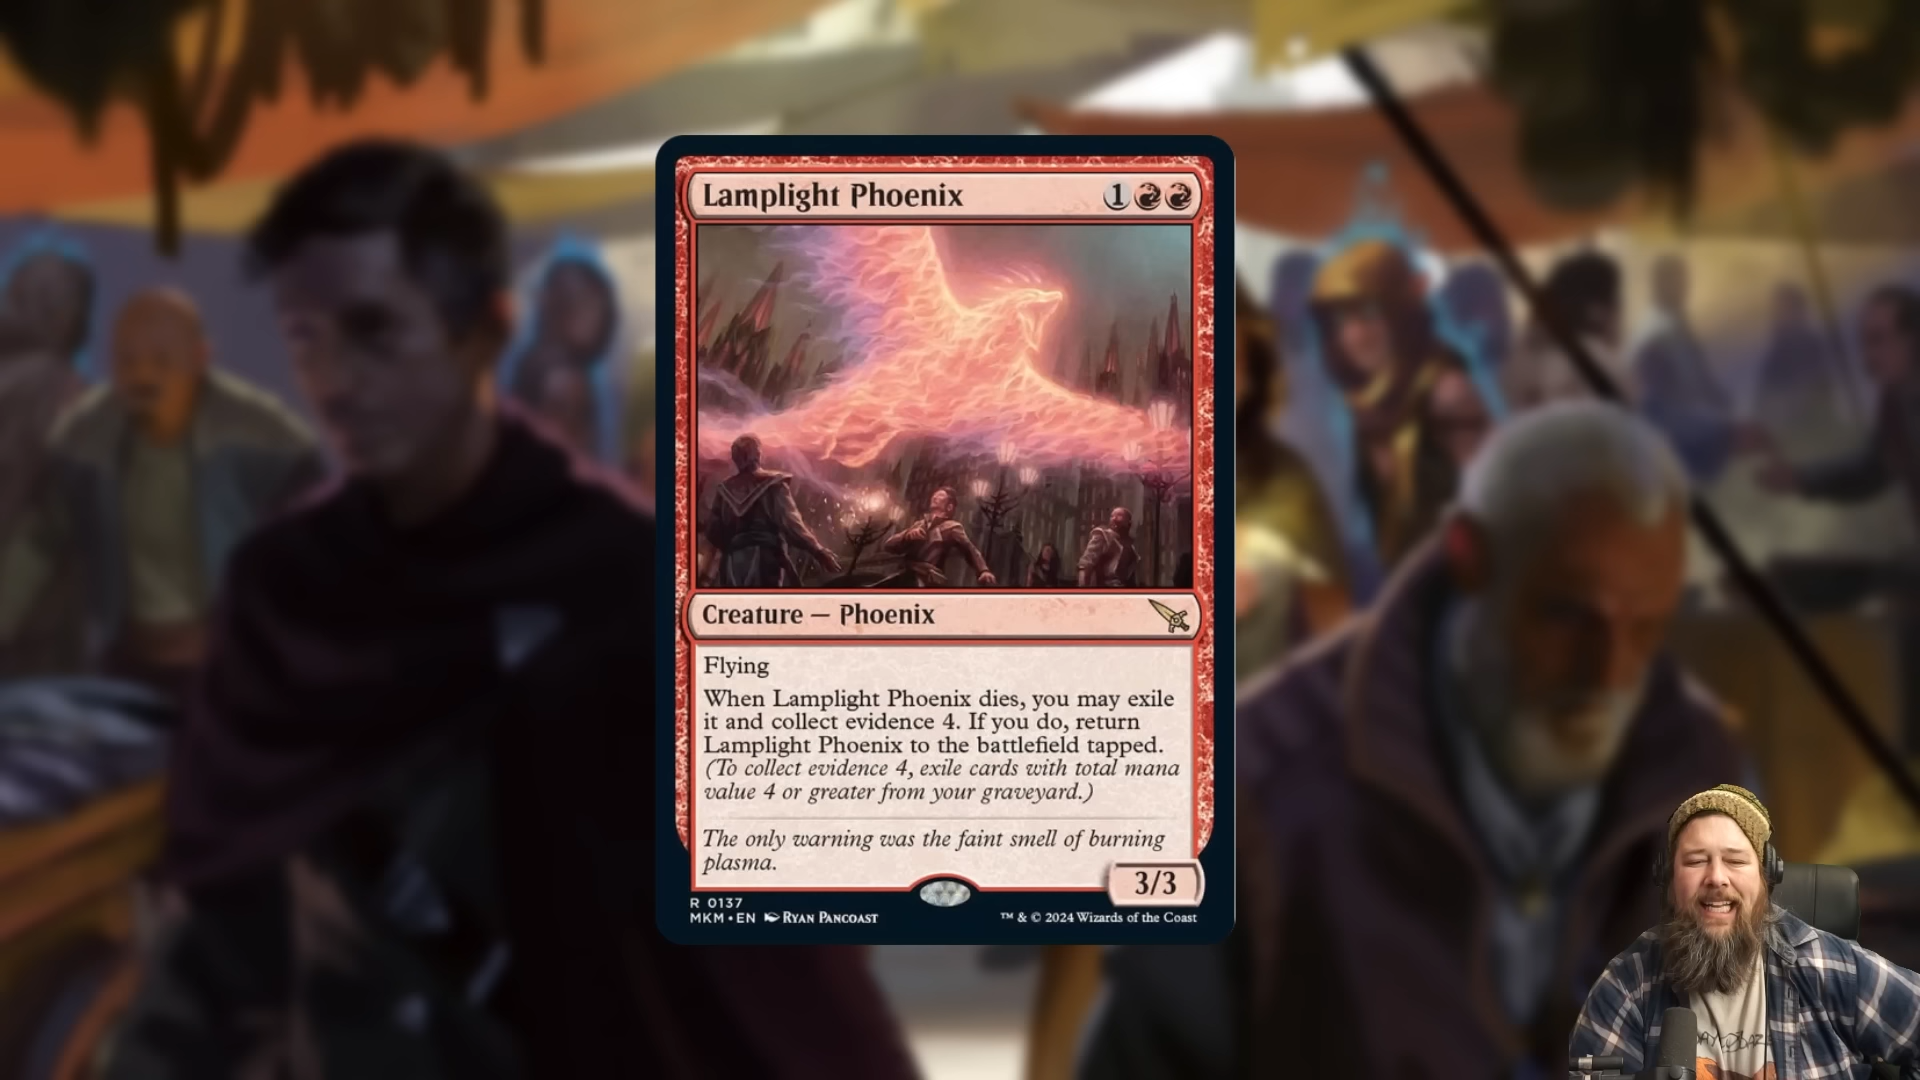 Lamplight Phoenix 1
Creature — Phoenix
Flying
When Lamplight Phoenix dies, you may exile
it and collect evidence 4. If you do, return
Lamplight Phoenix to the battlefield tapped.
(To collect evidence 4, exile cards with total mana
value 4 or greater from your graveyard.)
The only warning was the faint smell of burning
plasma.
3/3
R 0137
MKM • EN RYAN PANCOAST
™ & © 2024 Wizards of the Coast